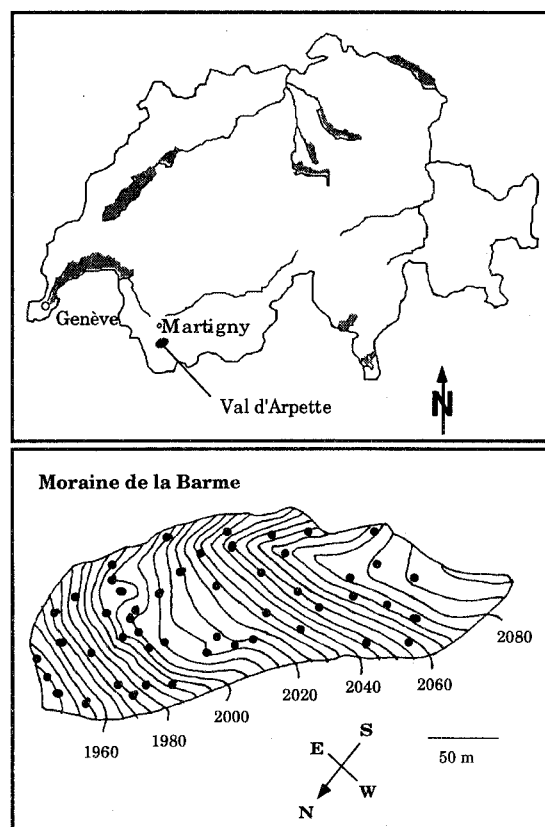 Genève
Martigny
Val d'Arpette
N
Moraine de la Barme
2080
2060
2040
2020
2000
1980
1960
S
E
W
N
50 m